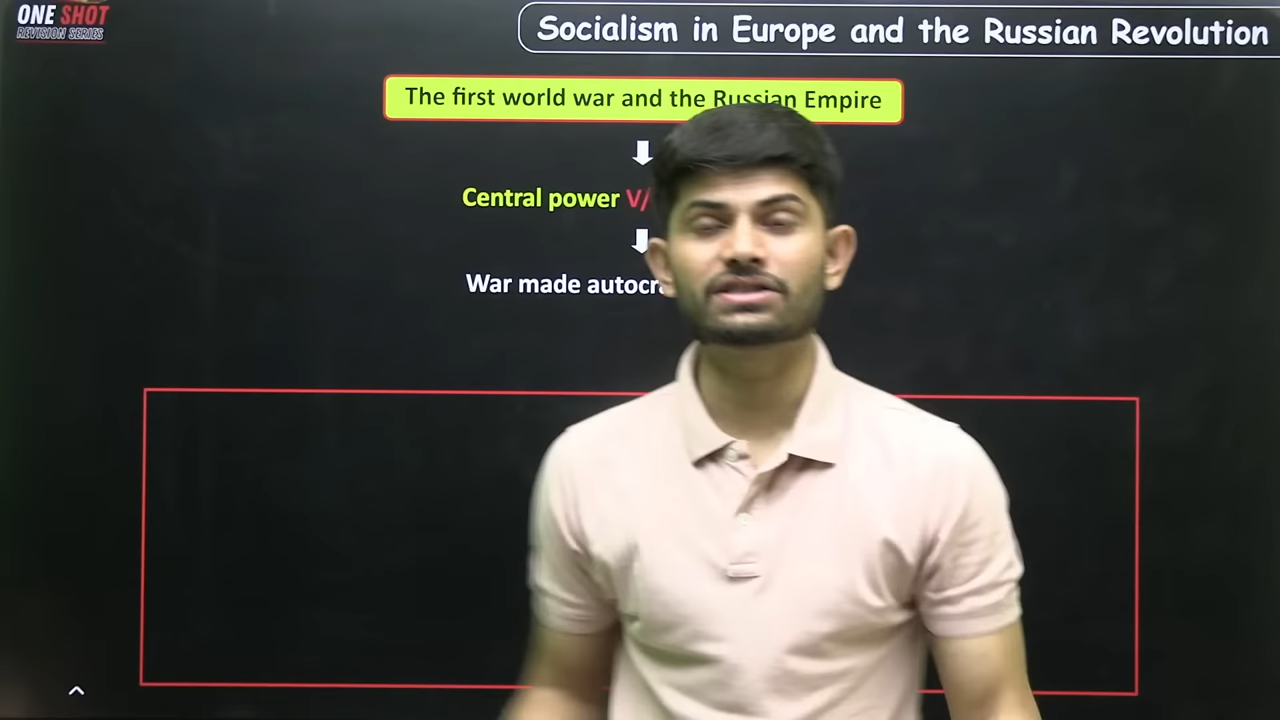 ONE SHOT
REVISION SERIES
Socialism in Europe and the Russian Revolution
The first world war and the Russian Empire
Central power V/
War made autocr